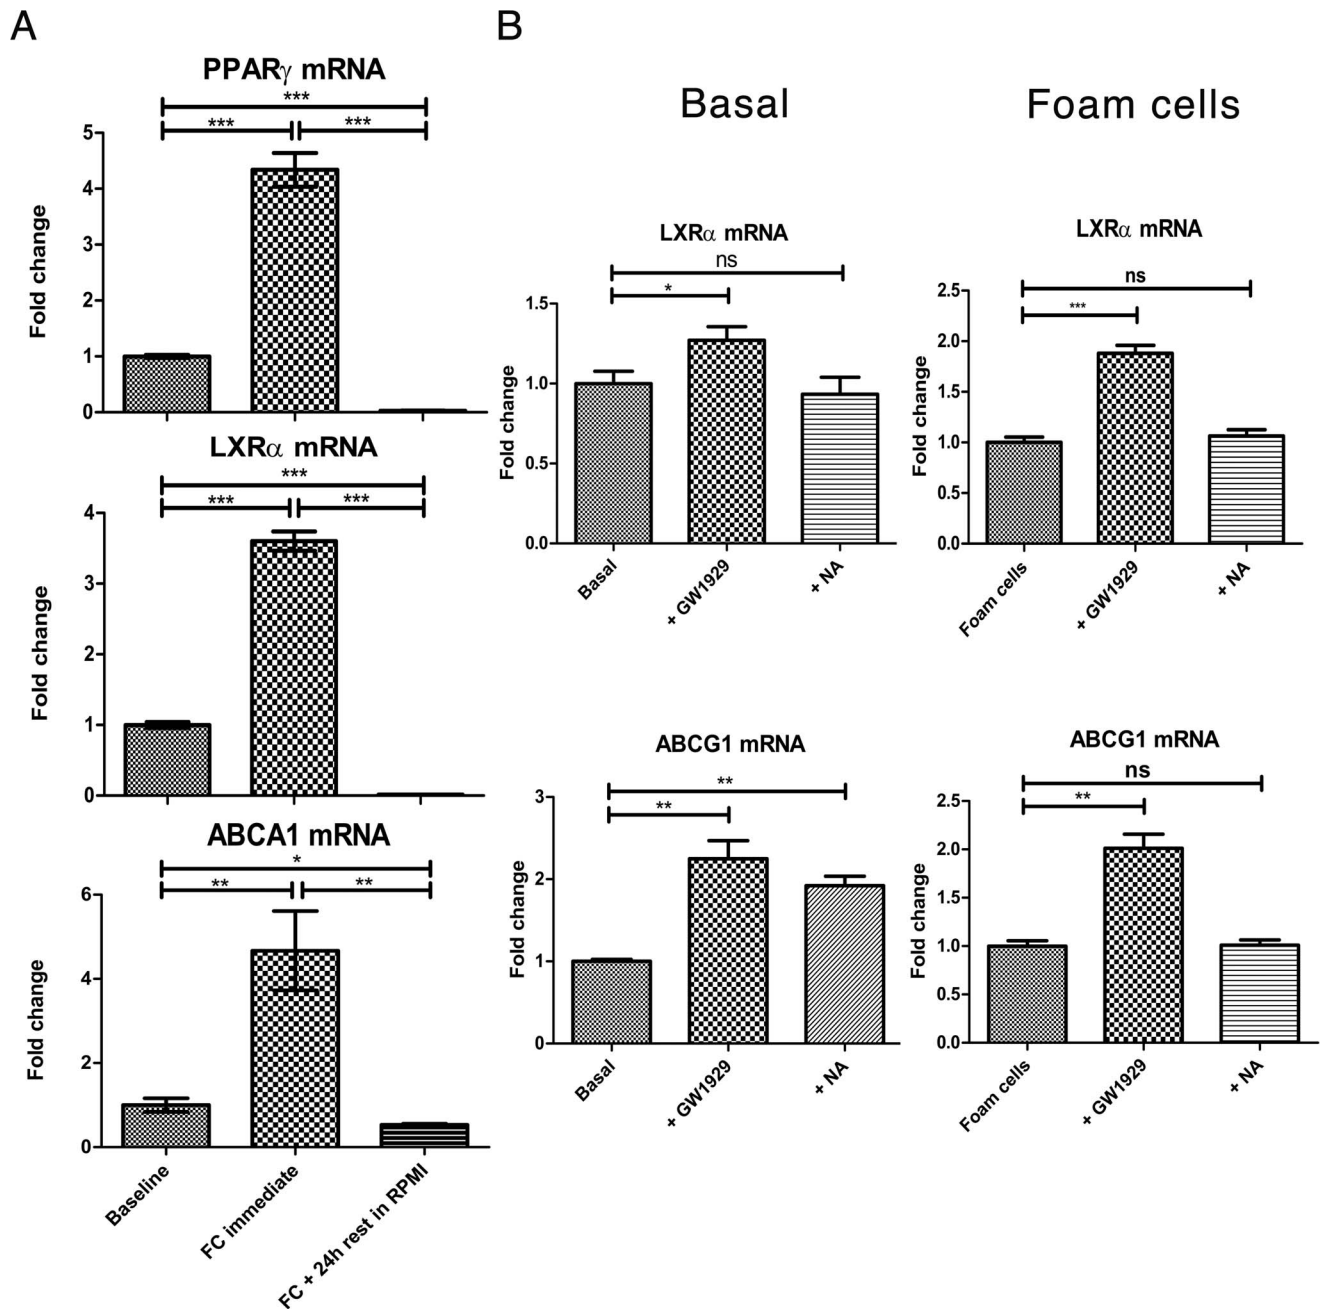 A
PPARγ mRNA
***
*** ***
5
4
3
2
1
0
Fold change
LXRα mRNA
***
*** ***
4
3
2
1
0
Fold change
ABCA1 mRNA
*
** **
6
4
2
0
Fold change
Baseline
FC immediate
FC + 24h rest in RPMI
B
Basal
LXRα mRNA
ns
*
1.5
1.0
0.5
0.0
Fold change
Basal
+ GW1929
+ NA
ABCG1 mRNA
**
**
3
2
1
0
Fold change
Basal
+ GW1929
+ NA
Foam cells
LXRα mRNA
ns
***
2.5
2.0
1.5
1.0
0.5
0.0
Fold change
Foam cells
+ GW1929
+ NA
ABCG1 mRNA
ns
**
2.5
2.0
1.5
1.0
0.5
0.0
Fold change
Foam cells
+ GW1929
+ NA